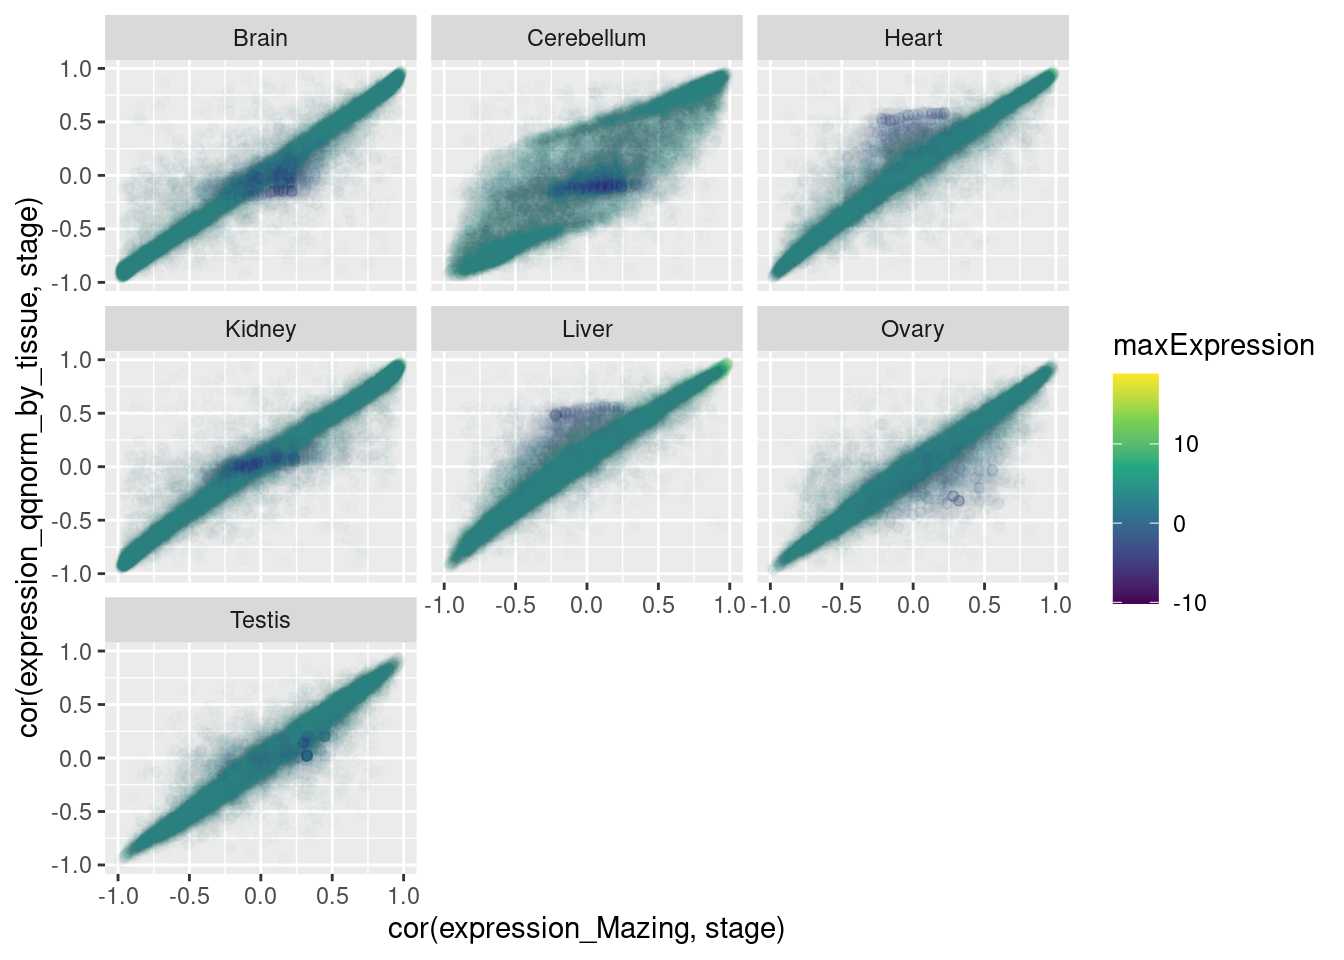 Brain
Cerebellum
Heart
1.0
0.5
0.0
-0.5
-1.0
Kidney
Liver
Ovary
1.0
0.5
0.0
-0.5
-1.0
-1.0 -0.5 0.0 0.5 1.0
-1.0 -0.5 0.0 0.5 1.0
Testis
1.0
0.5
0.0
-0.5
-1.0
-1.0 -0.5 0.0 0.5 1.0
cor(expression_Mazing, stage)
cor(expression_qqnorm_by_tissue, stage)
maxExpression
10
0
-10